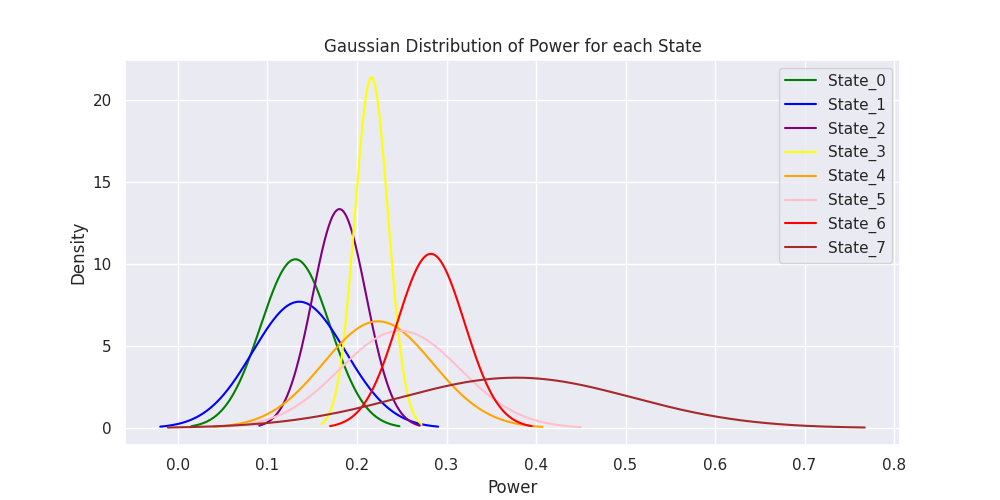 Gaussian Distribution of Power for each State
State_0
State_1
State_2
State_3
State_4
State_5
State_6
State_7
Density
20
15
10
5
0
0.0 0.1 0.2 0.3 0.4 0.5 0.6 0.7 0.8
Power